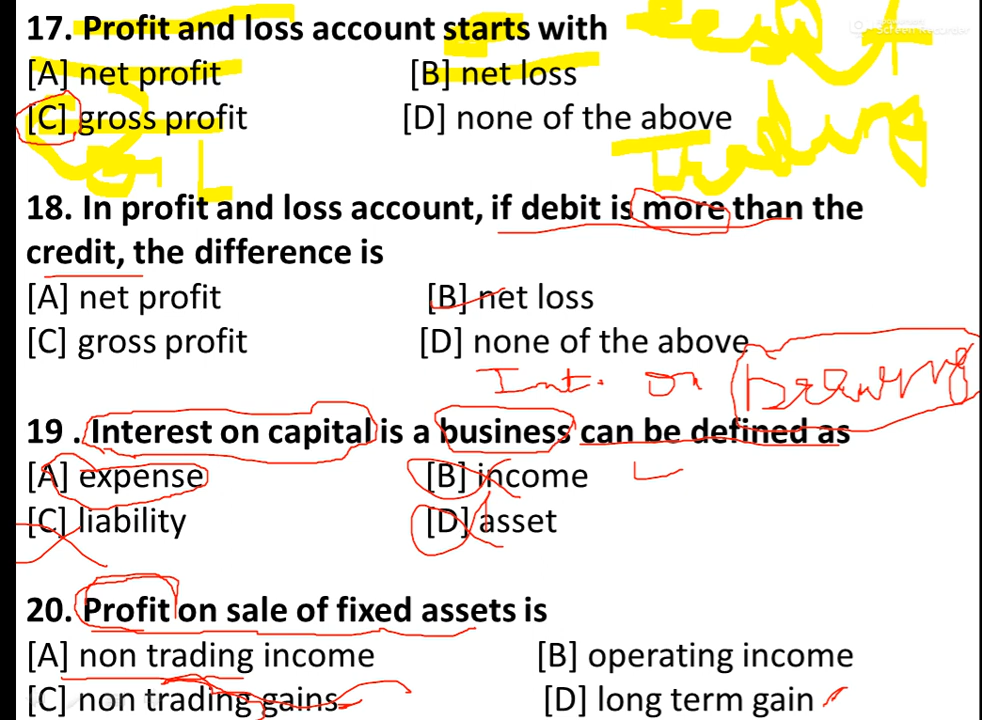 17. Profit and loss account starts with
[A] net profit [B] net loss
[C] gross profit [D] none of the above
Trading
18. In profit and loss account, if debit is more than the
credit, the difference is
[A] net profit [B] net loss
[C] gross profit [D] none of the above
Int. on Drawing
19 . Interest on capital is a business can be defined as
[A] expense [B] income
[C] liability [D] asset
20. Profit on sale of fixed assets is
[A] non trading income [B] operating income
[C] non trading gains [D] long term gain